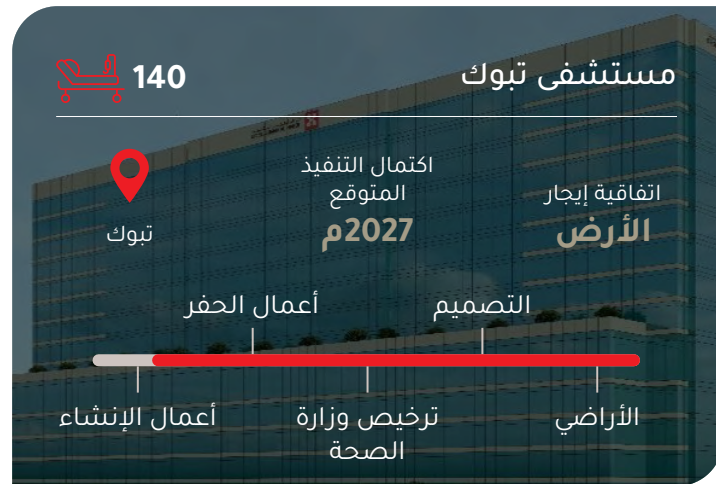 مستشفى تبوك
140
اتفاقية إيجار
الأرض
اكتمال التنفيذ
المتوقع
2027م
تبوك
التصميم
أعمال الحفر
الأراضي
ترخيص وزارة
الصحة
أعمال الإنشاء